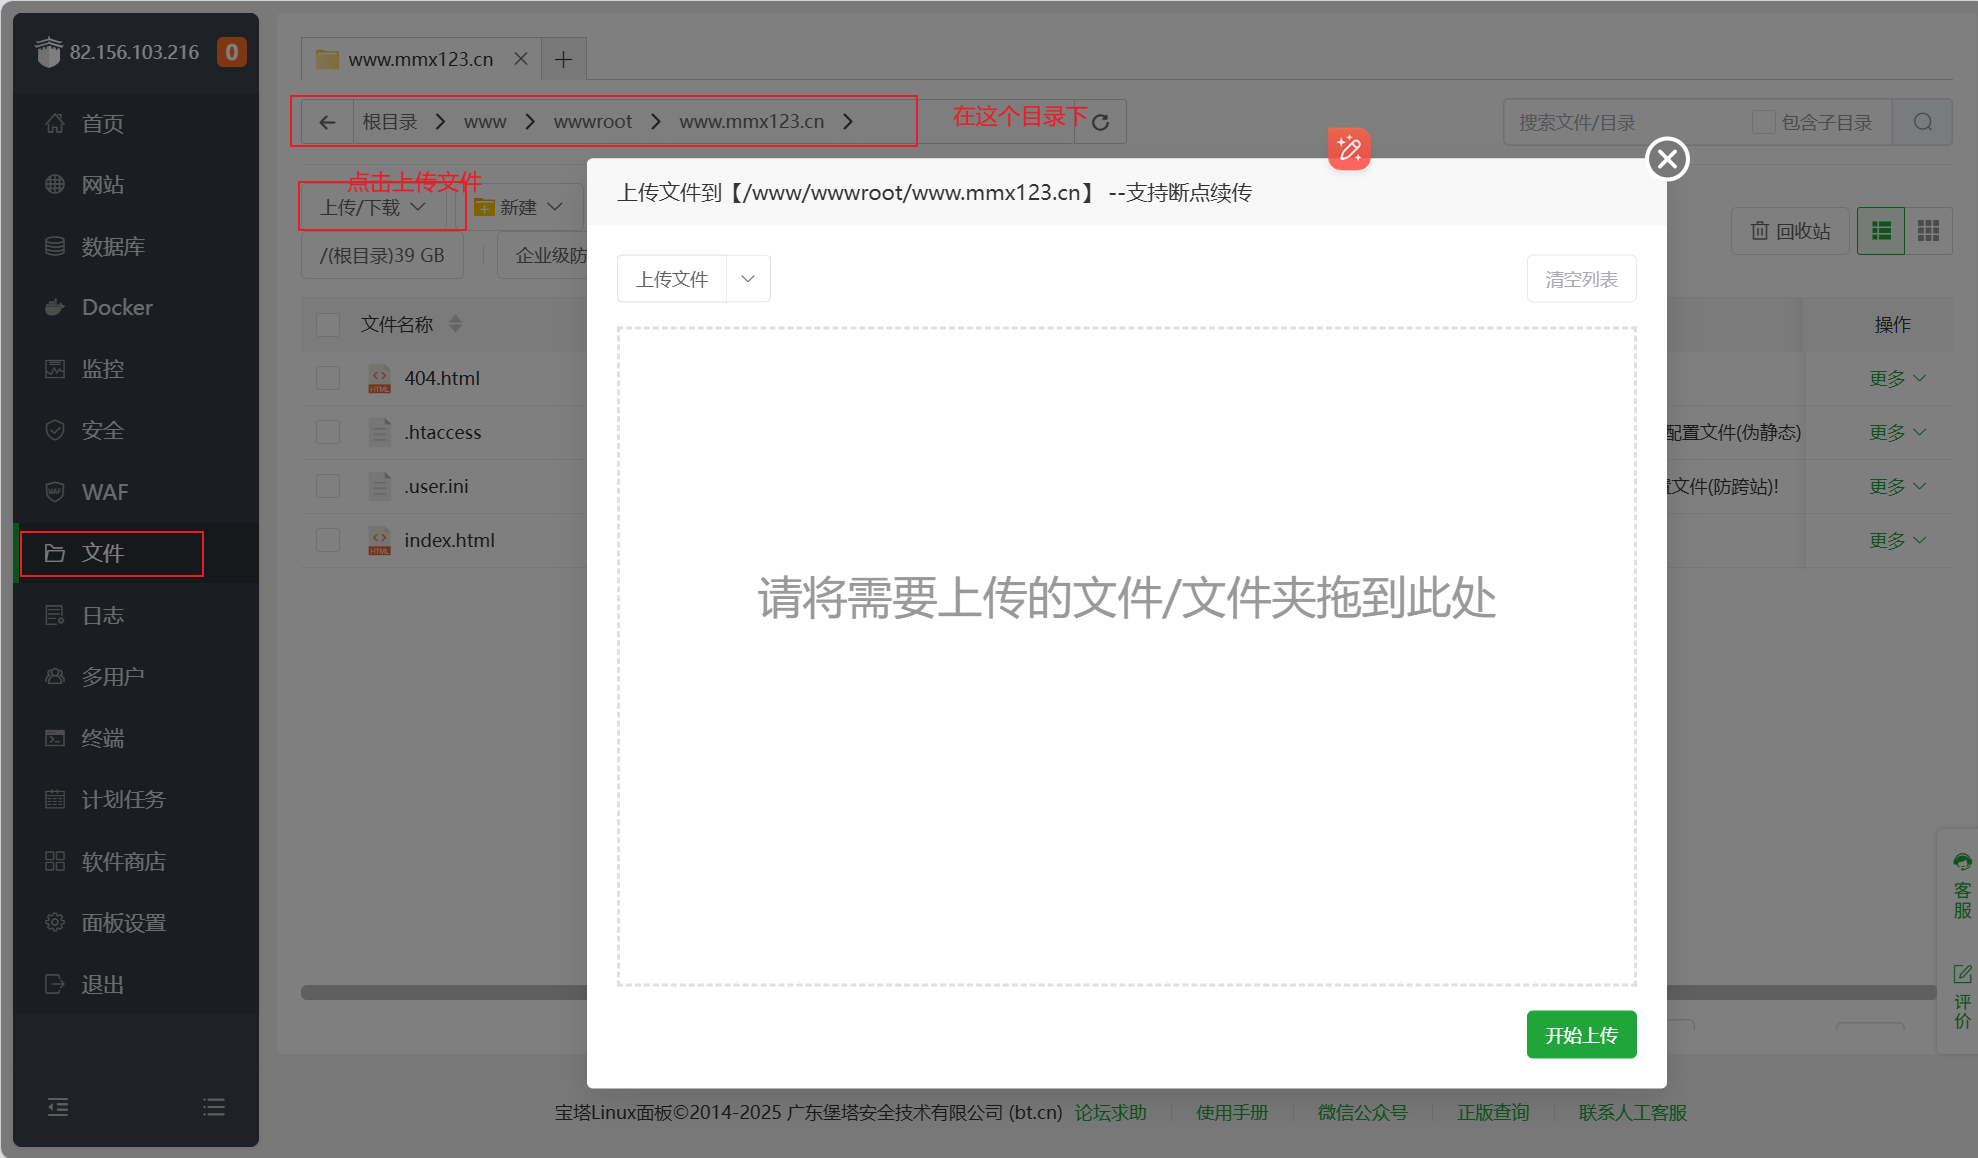 82.156.103.216 0
首页
网站
数据库
Docker
监控
安全
WAF
文件
日志
多用户
终端
计划任务
软件商店
面板设置
退出
www.mmx123.cn
根目录 www wwwroot www.mmx123.cn
在这个目录下
搜索文件/目录 包含子目录
点击上传文件
上传/下载 新建
回收站
/(根目录)39 GB 企业级防
文件名称 操作
404.html 更多
.htaccess 配置文件(伪静态) 更多
.user.ini 文件(防跨站)! 更多
index.html 更多
上传文件到【/www/wwwroot/www.mmx123.cn】 --支持断点续传
上传文件 清空列表
请将需要上传的文件/文件夹拖到此处
开始上传
客服
评价
宝塔Linux面板©2014-2025 广东堡塔安全技术有限公司 (bt.cn) 论坛求助 使用手册 微信公众号 正版查询 联系人工客服